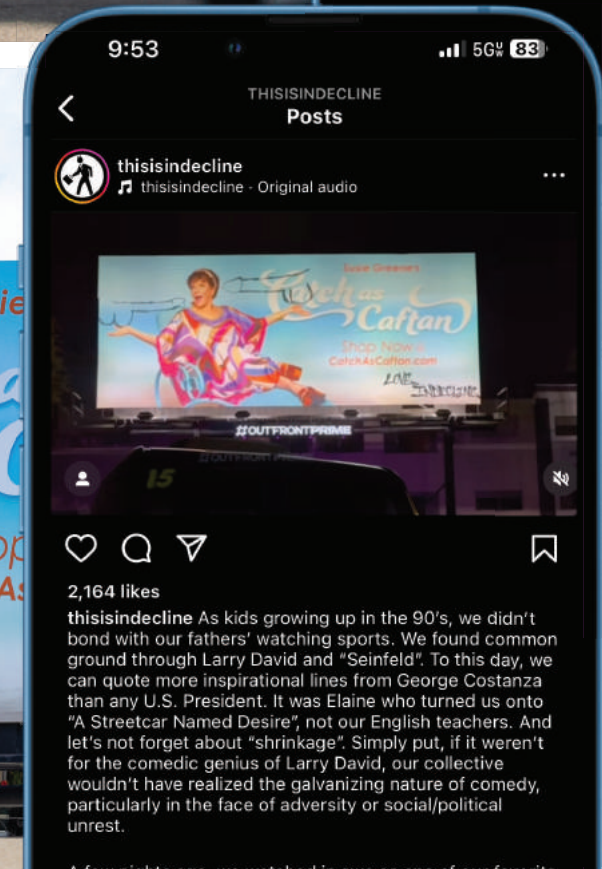 9:53
5G
83
THISISINDECLINE
Posts
thisisindecline
thisisindecline · Original audio
Susie Greene's
Catch as
Caftan
Shop Now
CatchAsCaftan.com
LOVE,
INDECLINE
#OUTFRONTPRIME
15
2,164 likes
thisisindecline As kids growing up in the 90's, we didn't
bond with our fathers' watching sports. We found common
ground through Larry David and “Seinfeld”. To this day, we
can quote more inspirational lines from George Costanza
than any U.S. President. It was Elaine who turned us onto
“A Streetcar Named Desire”, not our English teachers. And
let's not forget about “shrinkage”. Simply put, if it weren't
for the comedic genius of Larry David, our collective
wouldn't have realized the galvanizing nature of comedy,
particularly in the face of adversity or social/political
unrest.